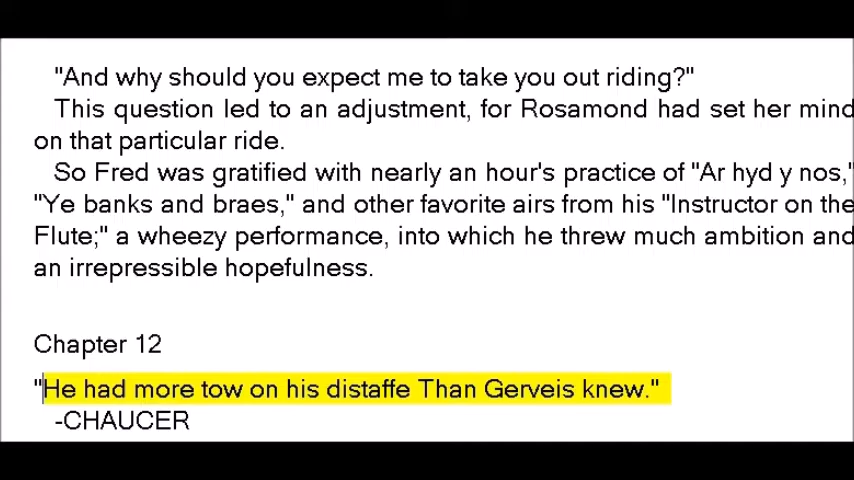 "And why should you expect me to take you out riding?"
This question led to an adjustment, for Rosamond had set her mind
on that particular ride.
So Fred was gratified with nearly an hour's practice of "Ar hyd y nos,"
"Ye banks and braes," and other favorite airs from his "Instructor on the
Flute;" a wheezy performance, into which he threw much ambition and
an irrepressible hopefulness.
Chapter 12
"He had more tow on his distaffe Than Gerveis knew."
-CHAUCER